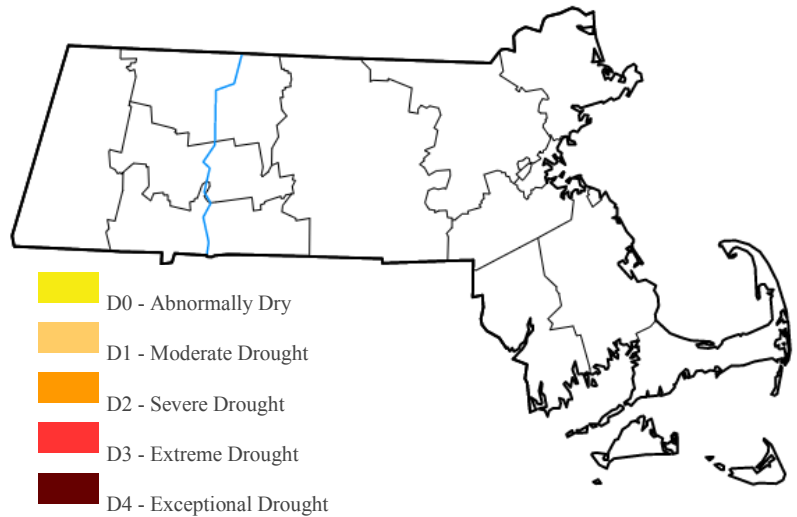 D0 - Abnormally Dry
D1 - Moderate Drought
D2 - Severe Drought
D3 - Extreme Drought
D4 - Exceptional Drought